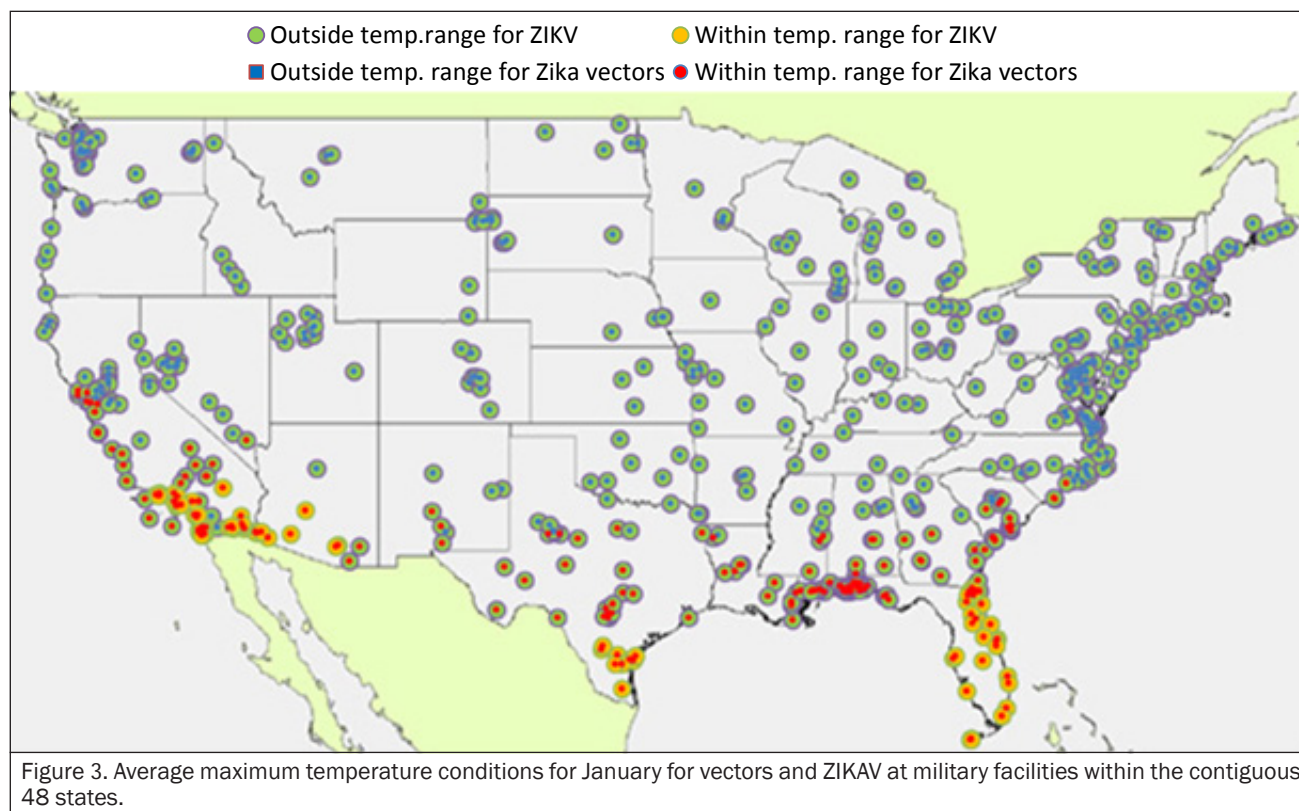 Outside temp.range for ZIKV Within temp. range for ZIKV
Outside temp. range for Zika vectors Within temp. range for Zika vectors
Figure 3. Average maximum temperature conditions for January for vectors and ZIKAV at military facilities within the contiguous
48 states.